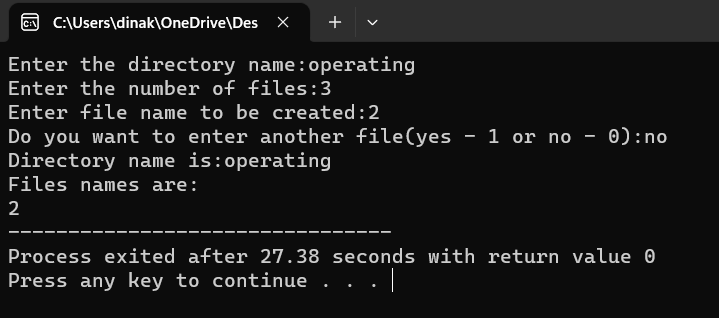 C:\Users\dinak\OneDrive\Des
Enter the directory name:operating
Enter the number of files:3
Enter file name to be created:2
Do you want to enter another file(yes - 1 or no - 0):no
Directory name is:operating
Files names are:
2
--------------------------------
Process exited after 27.38 seconds with return value 0
Press any key to continue . . .